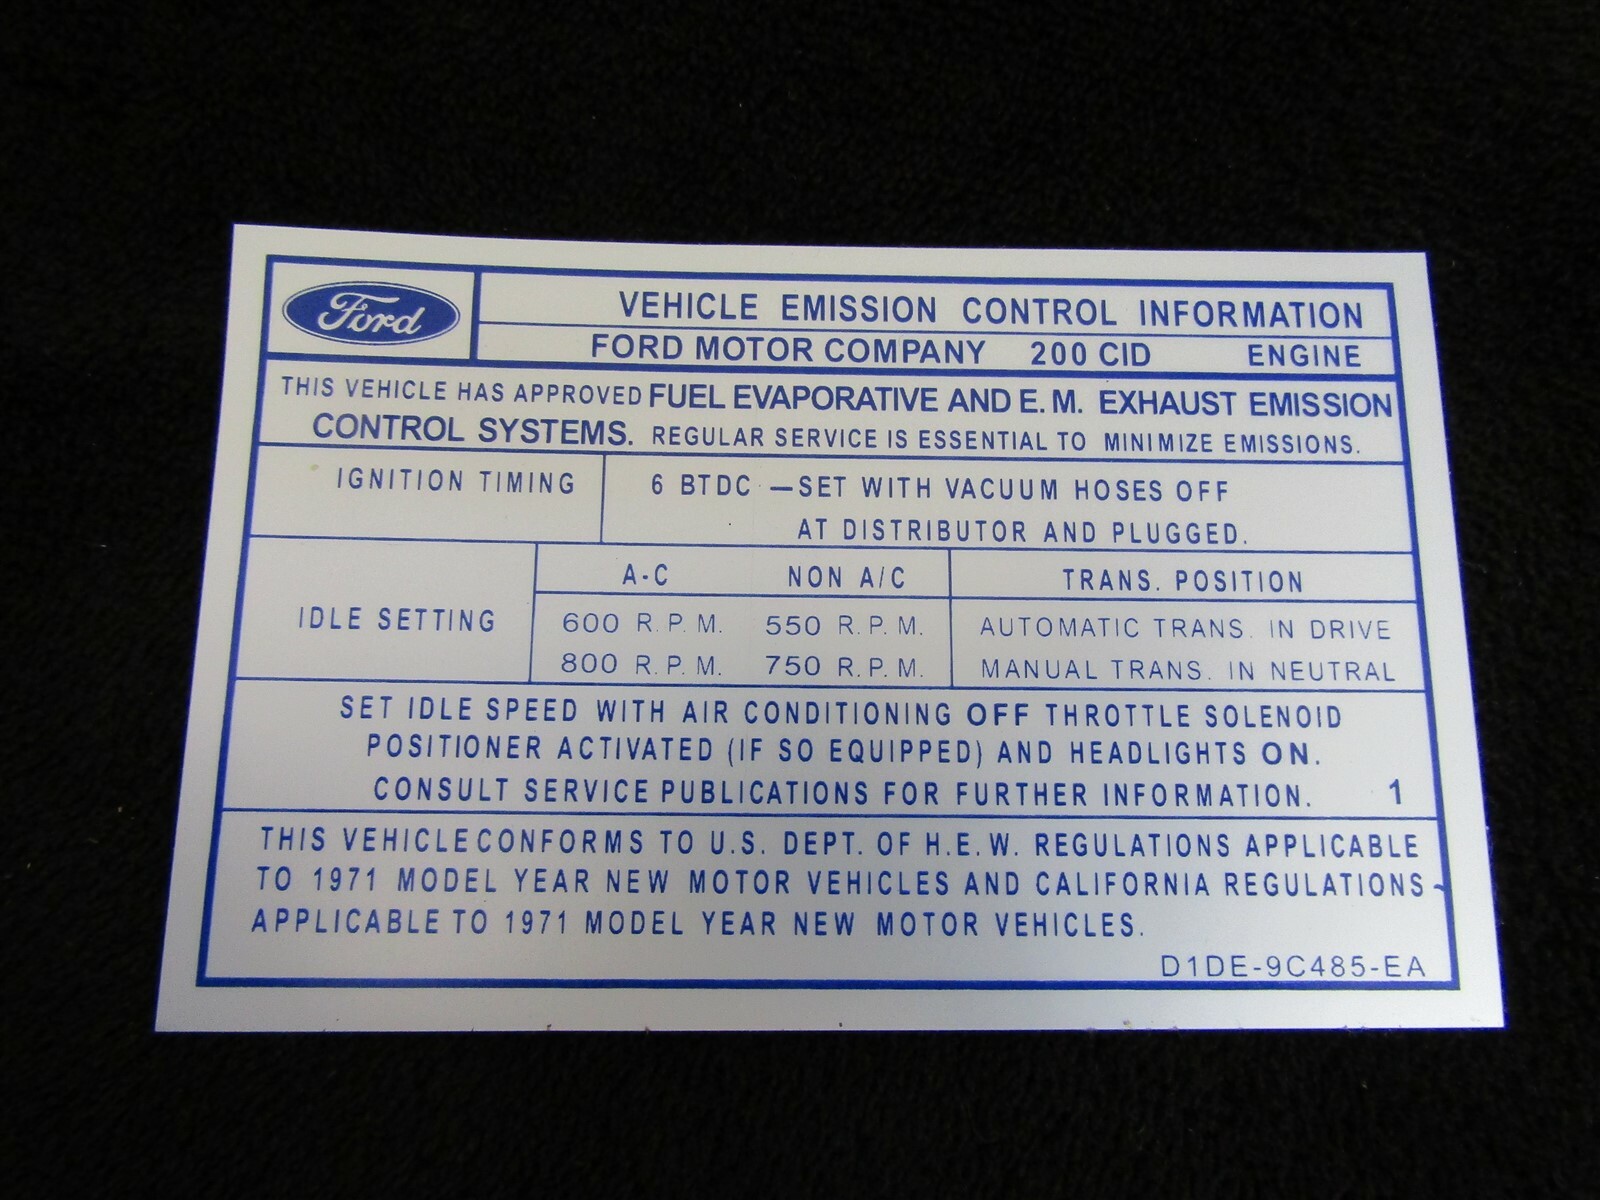 Ford
VEHICLE EMISSION CONTROL INFORMATION
FORD MOTOR COMPANY 200 CID ENGINE
THIS VEHICLE HAS APPROVED FUEL EVAPORATIVE AND E.M. EXHAUST EMISSION
CONTROL SYSTEMS. REGULAR SERVICE IS ESSENTIAL TO MINIMIZE EMISSIONS.
IGNITION TIMING 6 BTDC —SET WITH VACUUM HOSES OFF
AT DISTRIBUTOR AND PLUGGED.
A-C NON A/C TRANS. POSITION
IDLE SETTING 600 R.P.M. 550 R.P.M. AUTOMATIC TRANS. IN DRIVE
800 R.P.M. 750 R.P.M. MANUAL TRANS. IN NEUTRAL
SET IDLE SPEED WITH AIR CONDITIONING OFF THROTTLE SOLENOID
POSITIONER ACTIVATED (IF SO EQUIPPED) AND HEADLIGHTS ON.
CONSULT SERVICE PUBLICATIONS FOR FURTHER INFORMATION. 1
THIS VEHICLE CONFORMS TO U.S. DEPT. OF H.E.W. REGULATIONS APPLICABLE
TO 1971 MODEL YEAR NEW MOTOR VEHICLES AND CALIFORNIA REGULATIONS
APPLICABLE TO 1971 MODEL YEAR NEW MOTOR VEHICLES.
D1DE-9C485-EA